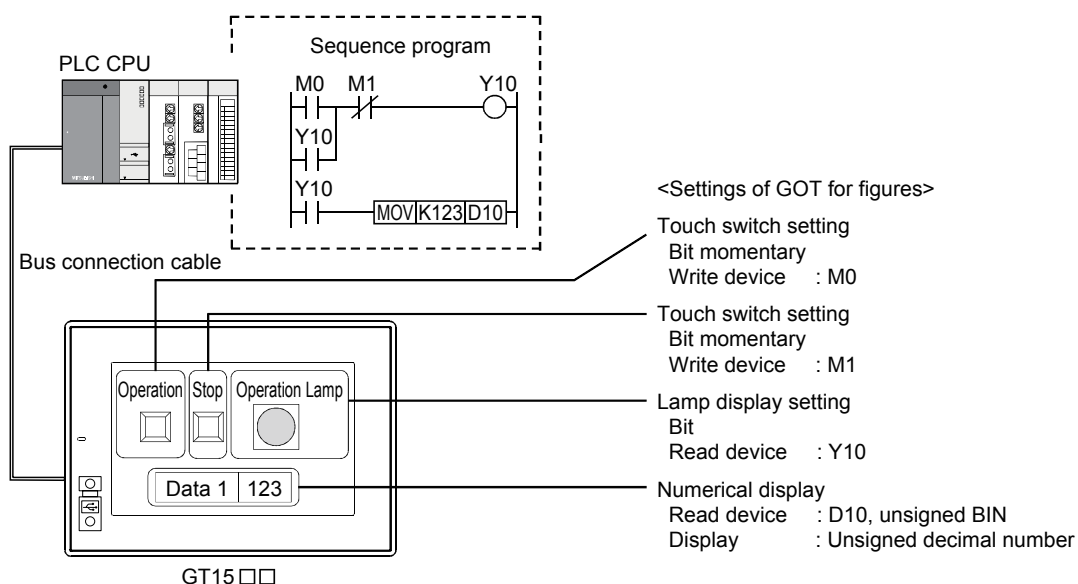 Sequence program
PLC CPU
M0 M1 Y10
Y10
Y10
MOV K123 D10
Bus connection cable
<Settings of GOT for figures>
Touch switch setting
Bit momentary
Write device : M0
Touch switch setting
Bit momentary
Write device : M1
Lamp display setting
Bit
Read device : Y10
Numerical display
Read device : D10, unsigned BIN
Display : Unsigned decimal number
Operation Stop Operation Lamp
Data 1 123
GT15□□